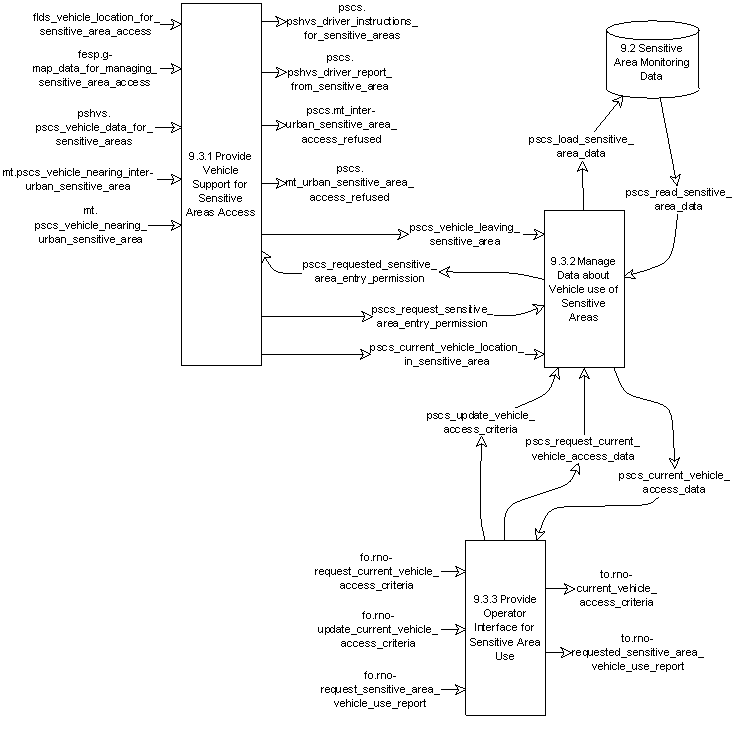 flds_vehicle_location_for
sensitive_area_access
fesp.g-
map_data_for_managing_
sensitive_area_access
pshvs.
pscs_vehicle_data_for_
sensitive_areas
mt.pscs_vehicle_nearing_inter-
urban_sensitive_area
mt.
pscs_vehicle_nearing_
urban_sensitive_area
9.3.1 Provide
Vehicle
Support for
Sensitive
Areas Access
pscs.
pshvs_driver_instructions_
for_sensitive_areas
pscs.
pshvs_driver_report_
from_sensitive_area
pscs.mt_inter-
urban_sensitive_area_
access_refused
pscs.
mt_urban_sensitive_area_
access_refused
pscs_vehicle_leaving_
sensitive_area
pscs_requested_sensitive_
area_entry_permission
pscs_request_sensitive_
area_entry_permission
pscs_current_vehicle_location_
in_sensitive_area
9.2 Sensitive
Area Monitoring
Data
pscs_load_sensitive_
area_data
pscs_read_sensitive_
area_data
9.3.2 Manage
Data about
Vehicle use of
Sensitive
Areas
pscs_update_vehicle_
access_criteria
pscs_request_current_
vehicle_access_data
pscs_current_vehicle_
access_data
fo.rno-
request_current_vehicle_
access_criteria
fo.rno-
update_current_vehicle_
access_criteria
fo.rno-
request_sensitive_area_
vehicle_use_report
9.3.3 Provide
Operator
Interface for
Sensitive Area
Use
to.rno-
current_vehicle_
access_criteria
to.rno-
requested_sensitive_area_
vehicle_use_report